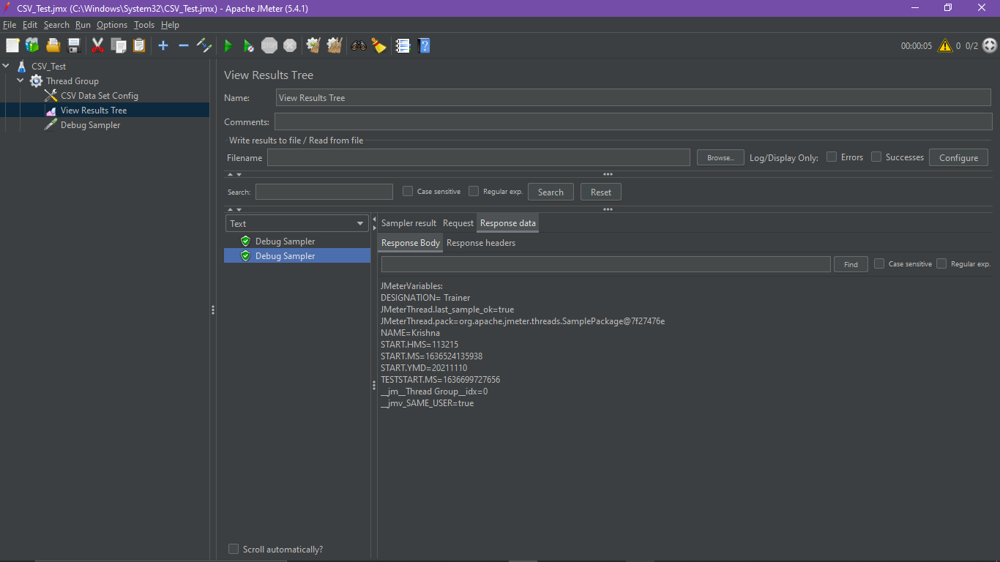 CSV_Test.jmx (C:\Windows\System32\CSV_Test.jmx) - Apache JMeter (5.4.1)
File Edit Search Run Options Tools Help
STOP
00:00:05 0 0/2
CSV_Test
Thread Group
CSV Data Set Config
View Results Tree
Debug Sampler
View Results Tree
Name: View Results Tree
Comments:
Write results to file / Read from file
Filename Browse... Log/Display Only: Errors Successes Configure
Search: Case sensitive Regular exp. Search Reset
Text
Debug Sampler
Debug Sampler
Scroll automatically?
Sampler result Request Response data
Response Body Response headers
Find Case sensitive Regular exp.
JMeterVariables:
DESIGNATION= Trainer
JMeterThread.last_sample_ok=true
JMeterThread.pack=org.apache.jmeter.threads.SamplePackage@7f27476e
NAME=Krishna
START.HMS=113215
START.MS=1636524135938
START.YMD=20211110
TESTSTART.MS=1636699727656
__jm__Thread Group__idx=0
__jmv_SAME_USER=true